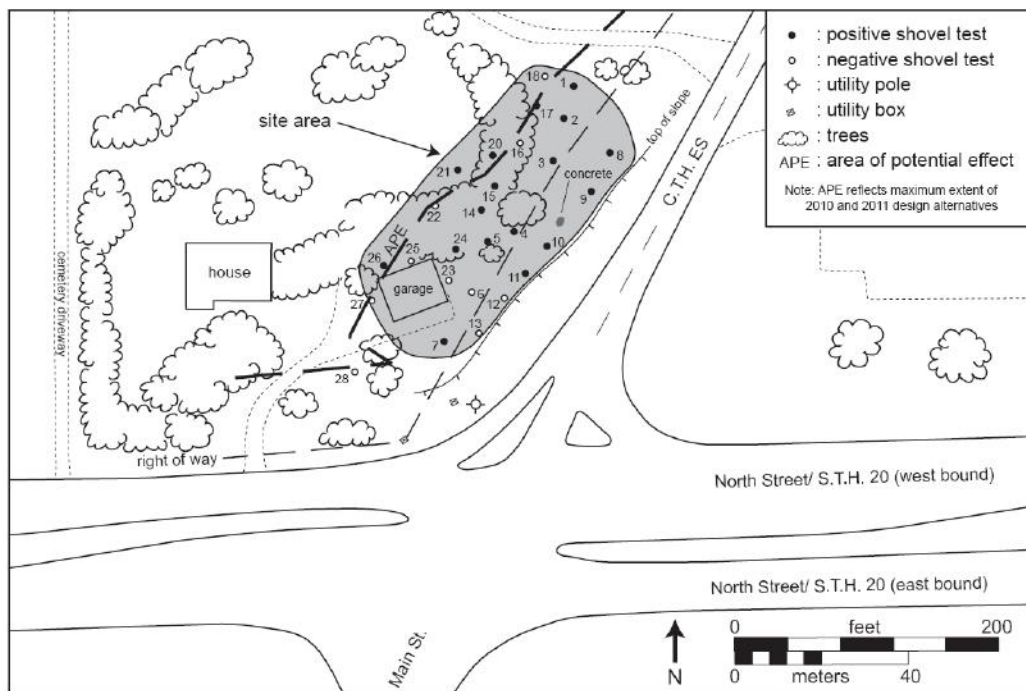 ● : positive shovel test
○ : negative shovel test
: utility pole
: utility box
: trees
APE : area of potential effect
Note: APE reflects maximum extent of
2010 and 2011 design alternatives
site area
18
1
17
2
16
20
3
8
21
15
concrete
9
22
14
4
APE
5
24
10
25
26
23
11
garage
27
6
12
13
7
28
house
cemetery driveway
top of slope
C.T.H. ES
right of way
North Street/ S.T.H. 20 (west bound)
North Street/ S.T.H. 20 (east bound)
Main St.
N
0 feet 200
0 meters 40